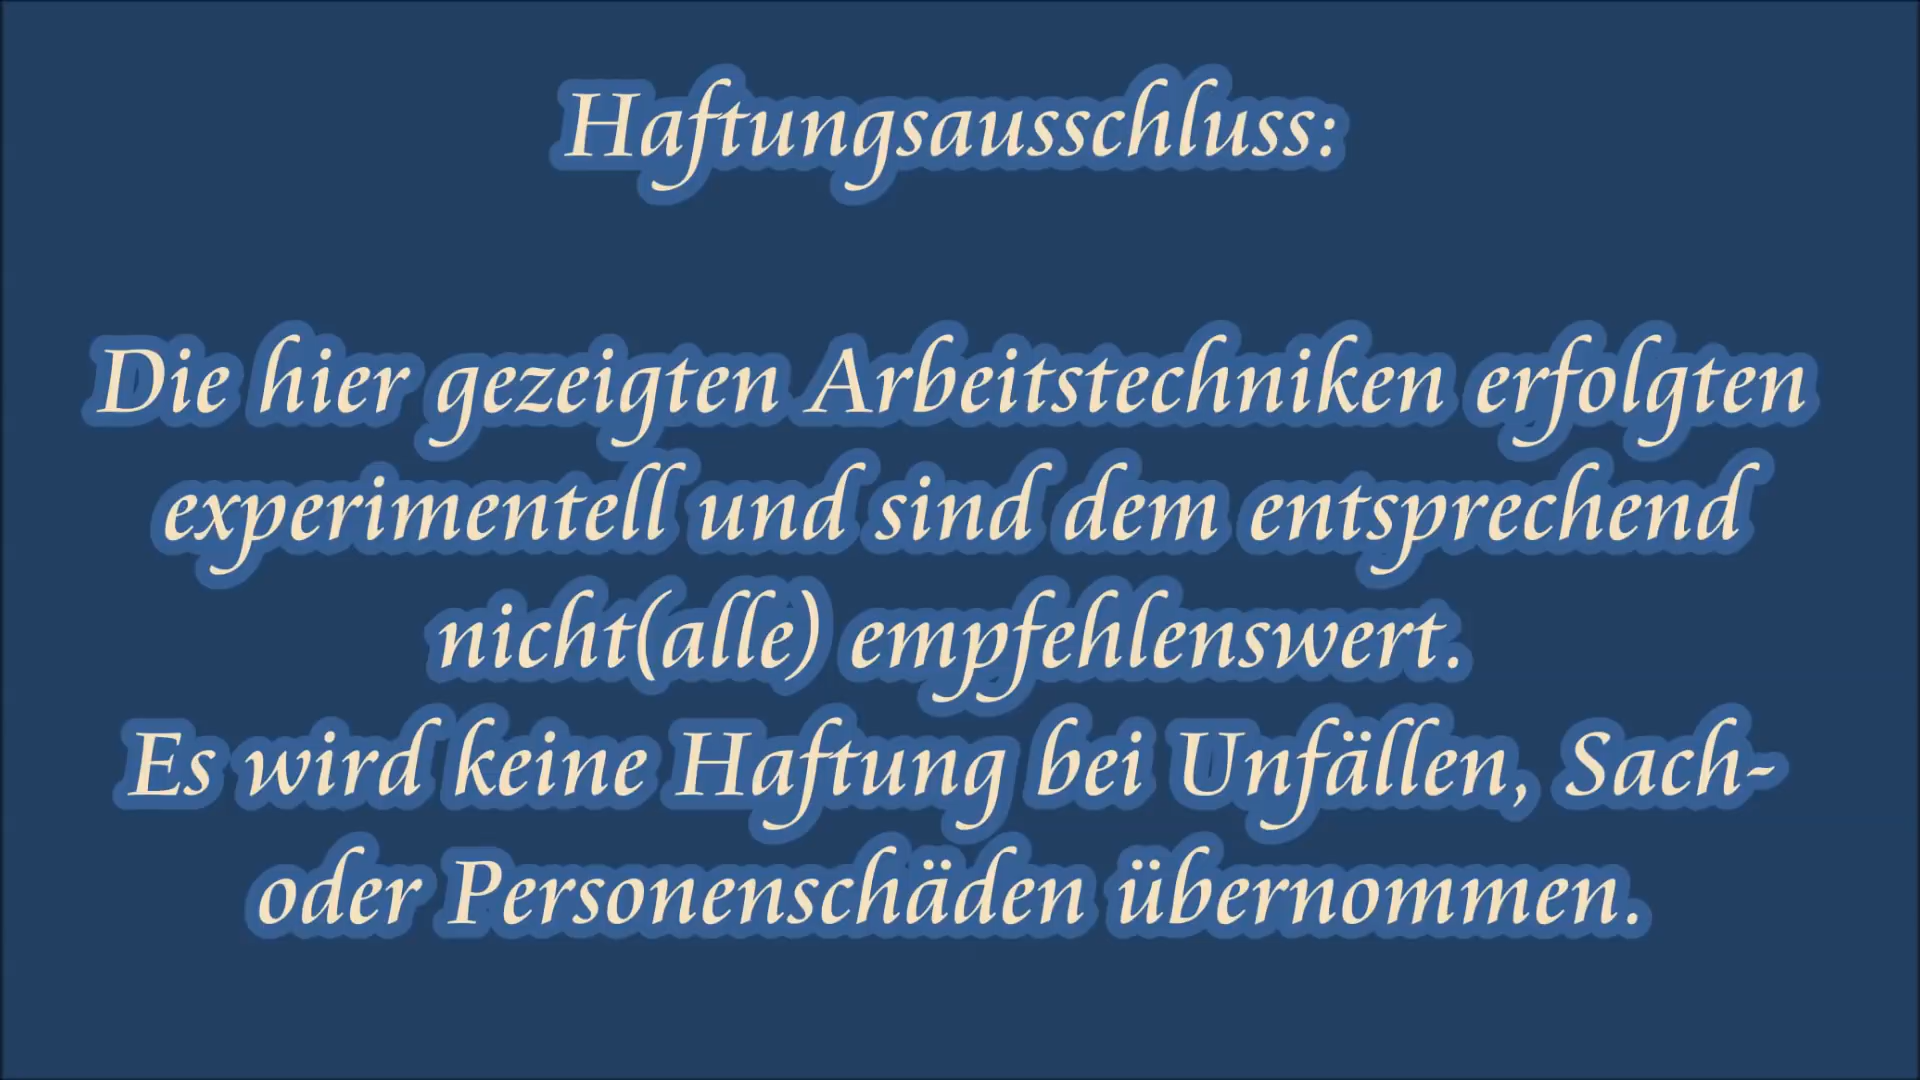 Haftungsausschluss:
Die hier gezeigten Arbeitstechniken erfolgten
experimentell und sind dem entsprechend
nicht(alle) empfehlenswert.
Es wird keine Haftung bei Unfällen, Sach-
oder Personenschäden übernommen.